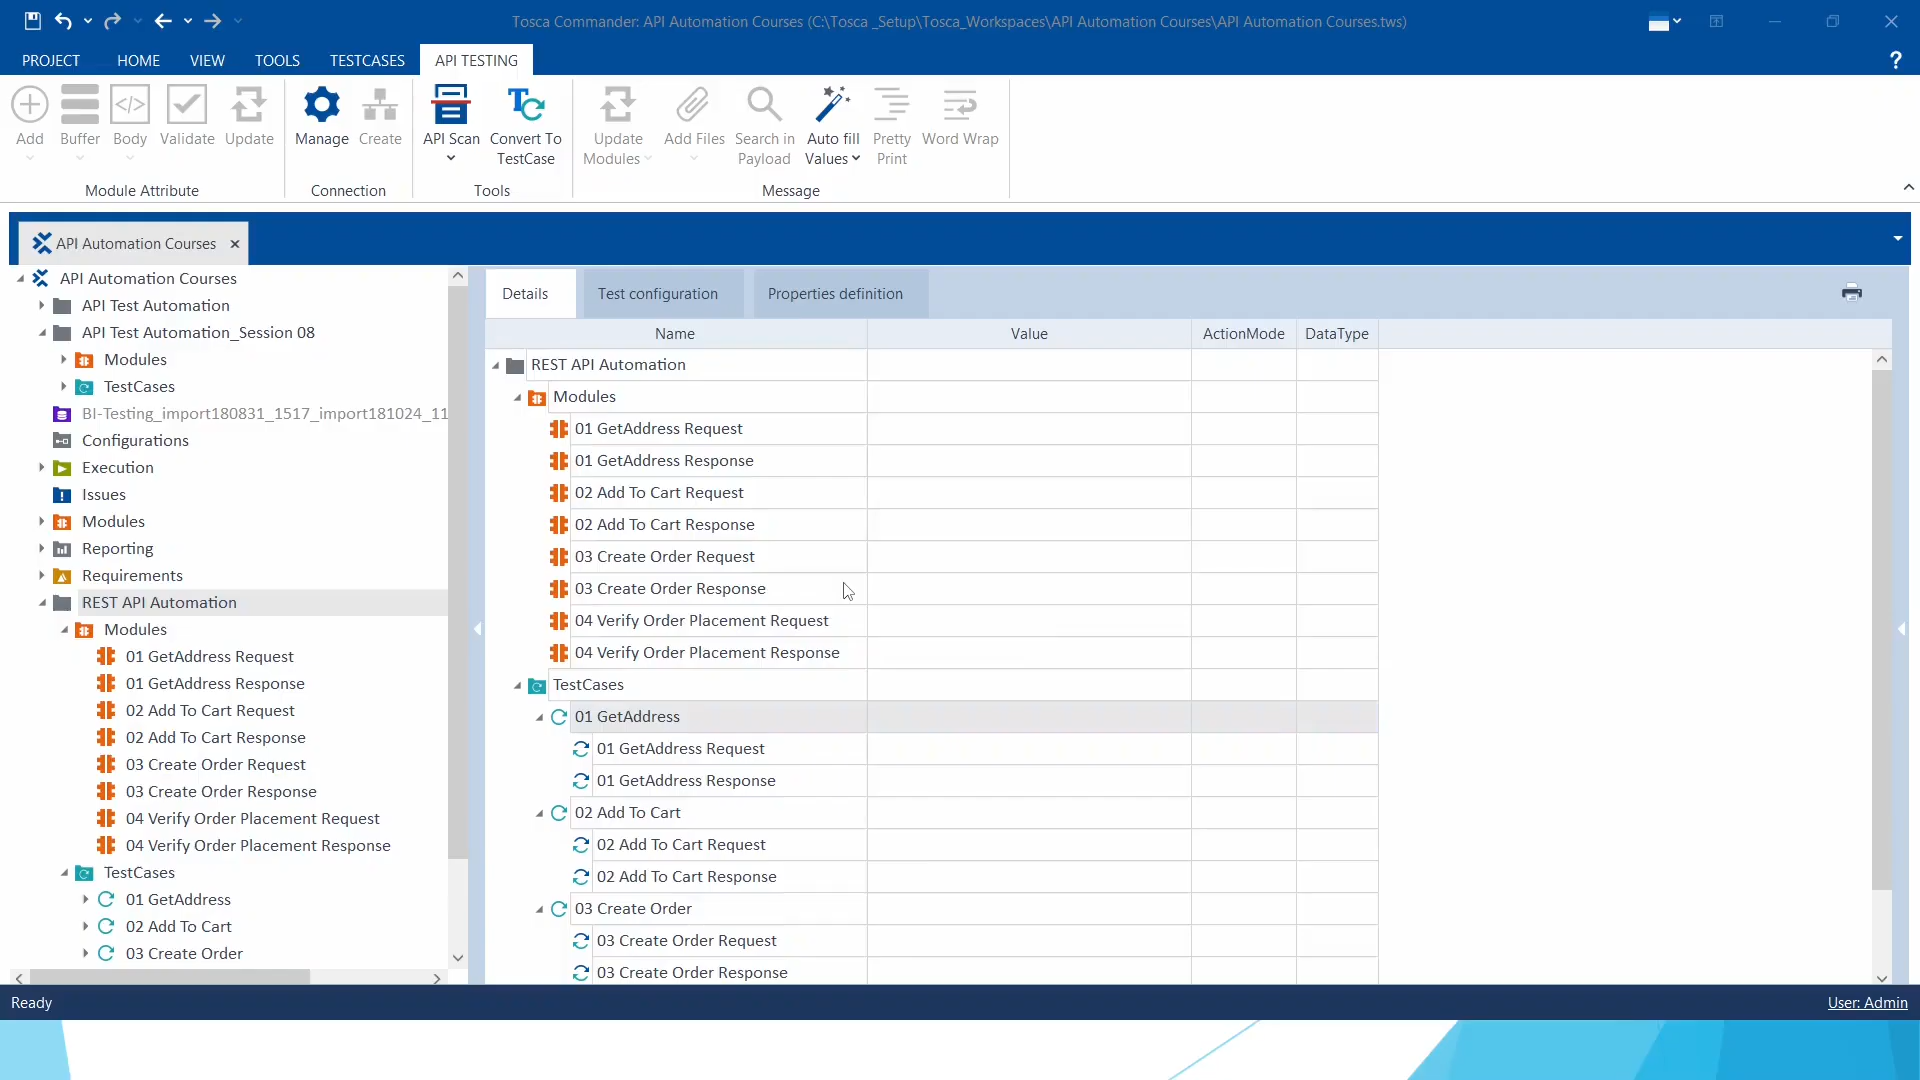 Tosca Commander: API Automation Courses (C:\Tosca _Setup\Tosca_Workspaces\API Automation Courses\API Automation Courses.tws)
PROJECT HOME VIEW TOOLS TESTCASES API TESTING ?
Add Buffer Body Validate Update Manage Create API Scan Convert To TestCase Update Modules Add Files Search in Payload Auto fill Values Pretty Print Word Wrap
Module Attribute Connection Tools Message
API Automation Courses
API Automation Courses
API Test Automation
API Test Automation_Session 08
Modules
TestCases
BI-Testing_import180831_1517_import181024_11
Configurations
Execution
Issues
Modules
Reporting
Requirements
REST API Automation
Modules
01 GetAddress Request
01 GetAddress Response
02 Add To Cart Request
02 Add To Cart Response
03 Create Order Request
03 Create Order Response
04 Verify Order Placement Request
04 Verify Order Placement Response
TestCases
01 GetAddress
02 Add To Cart
03 Create Order
Details Test configuration Properties definition
Name Value ActionMode DataType
REST API Automation
Modules
01 GetAddress Request
01 GetAddress Response
02 Add To Cart Request
02 Add To Cart Response
03 Create Order Request
03 Create Order Response
04 Verify Order Placement Request
04 Verify Order Placement Response
TestCases
01 GetAddress
01 GetAddress Request
01 GetAddress Response
02 Add To Cart
02 Add To Cart Request
02 Add To Cart Response
03 Create Order
03 Create Order Request
03 Create Order Response
Ready
User: Admin